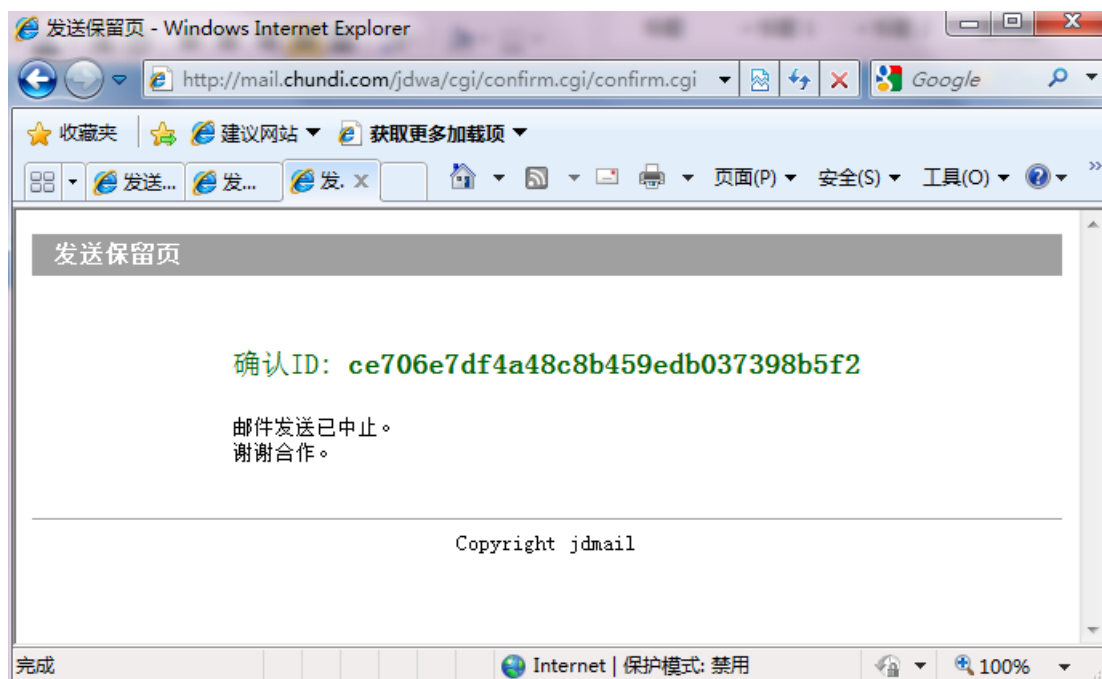 发送保留页 - Windows Internet Explorer
http://mail.chundi.com/jdwa/cgi/confirm.cgi/confirm.cgi
Google
收藏夹 建议网站 获取更多加载项
发送... 发... 发. 页面(P) 安全(S) 工具(O)
发送保留页
确认ID: ce706e7df4a48c8b459edb037398b5f2
邮件发送已中止。
谢谢合作。
Copyright jdmail
完成 Internet | 保护模式: 禁用 100%